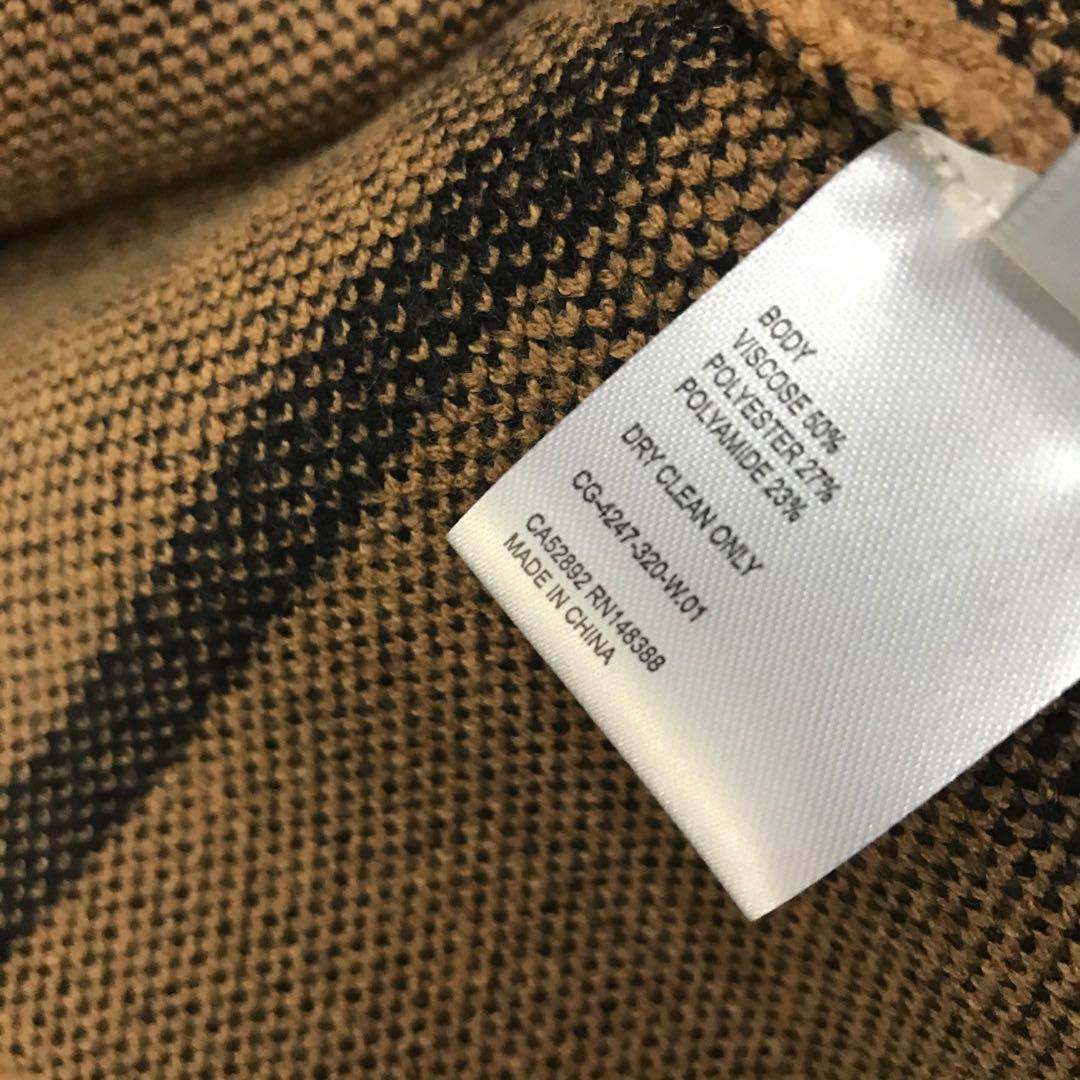 BODY
VISCOSE 50%
POLYESTER 27%
POLYAMIDE 23%
DRY CLEAN ONLY
CG-4247-320-W.01
CA52892 RN148388
MADE IN CHINA